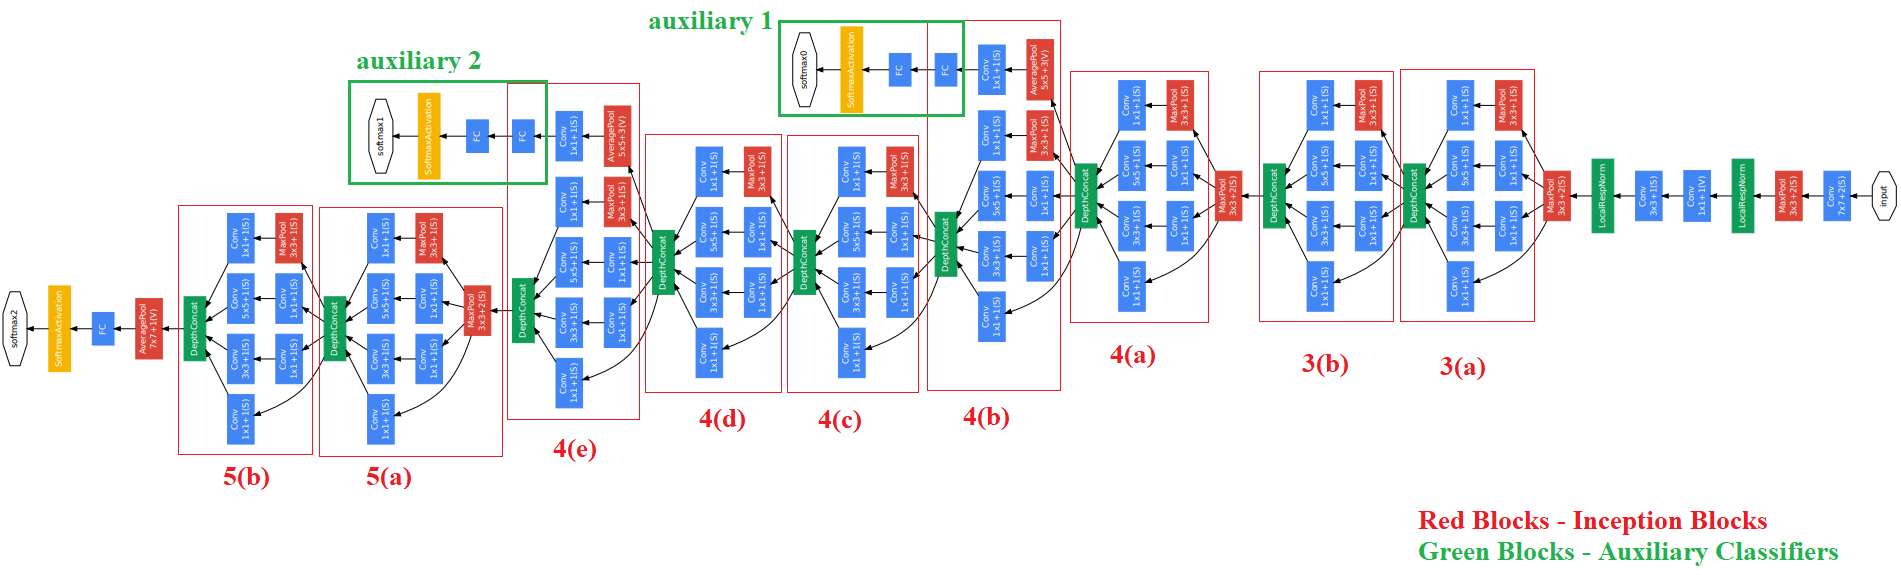 auxiliary 1
softmax0
SoftmaxActivation
FC
FC
Conv
1x1+1(S)
AveragePool
5x5+3(V)
auxiliary 2
softmax1
SoftmaxActivation
FC
FC
Conv
1x1+1(S)
AveragePool
5x5+3(V)
softmax2
SoftmaxActivation
FC
AveragePool
7x7+1(V)
DepthConcat
Conv
1x1+1(S)
MaxPool
3x3+1(S)
Conv
5x5+1(S)
Conv
1x1+1(S)
Conv
3x3+1(S)
Conv
1x1+1(S)
Conv
1x1+1(S)
5(b)
DepthConcat
Conv
1x1+1(S)
MaxPool
3x3+1(S)
Conv
5x5+1(S)
Conv
1x1+1(S)
Conv
3x3+1(S)
Conv
1x1+1(S)
Conv
1x1+1(S)
MaxPool
3x3+2(S)
5(a)
DepthConcat
Conv
1x1+1(S)
MaxPool
3x3+1(S)
Conv
5x5+1(S)
Conv
1x1+1(S)
Conv
3x3+1(S)
Conv
1x1+1(S)
Conv
1x1+1(S)
4(e)
DepthConcat
Conv
1x1+1(S)
MaxPool
3x3+1(S)
Conv
5x5+1(S)
Conv
1x1+1(S)
Conv
3x3+1(S)
Conv
1x1+1(S)
Conv
1x1+1(S)
4(d)
DepthConcat
Conv
1x1+1(S)
MaxPool
3x3+1(S)
Conv
5x5+1(S)
Conv
1x1+1(S)
Conv
3x3+1(S)
Conv
1x1+1(S)
Conv
1x1+1(S)
4(c)
DepthConcat
Conv
1x1+1(S)
MaxPool
3x3+1(S)
Conv
5x5+1(S)
Conv
1x1+1(S)
Conv
3x3+1(S)
Conv
1x1+1(S)
Conv
1x1+1(S)
4(b)
DepthConcat
Conv
1x1+1(S)
MaxPool
3x3+1(S)
Conv
5x5+1(S)
Conv
1x1+1(S)
Conv
3x3+1(S)
Conv
1x1+1(S)
Conv
1x1+1(S)
4(a)
MaxPool
3x3+2(S)
DepthConcat
Conv
1x1+1(S)
MaxPool
3x3+1(S)
Conv
5x5+1(S)
Conv
1x1+1(S)
Conv
3x3+1(S)
Conv
1x1+1(S)
Conv
1x1+1(S)
3(b)
DepthConcat
Conv
1x1+1(S)
MaxPool
3x3+1(S)
Conv
5x5+1(S)
Conv
1x1+1(S)
Conv
3x3+1(S)
Conv
1x1+1(S)
Conv
1x1+1(S)
3(a)
MaxPool
3x3+2(S)
LocalRespNorm
Conv
3x3+1(S)
Conv
1x1+1(V)
LocalRespNorm
MaxPool
3x3+2(S)
Conv
7x7+2(S)
input
Red Blocks - Inception Blocks
Green Blocks - Auxiliary Classifiers